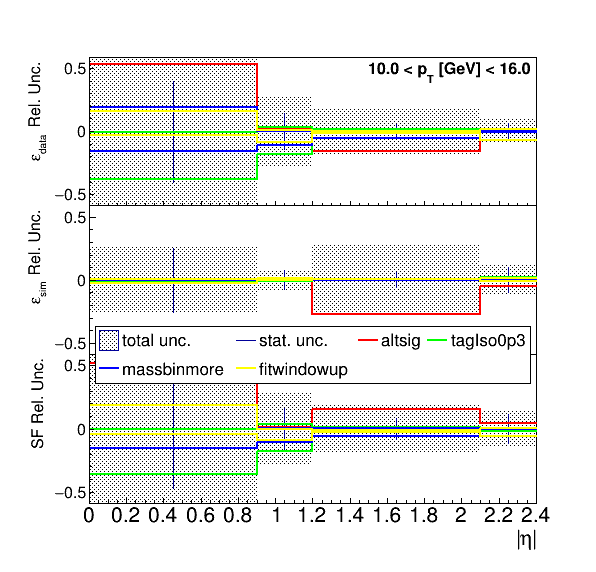 10.0 < p_T [GeV] < 16.0
ε_data Rel. Unc.
0.5
0
−0.5
ε_sim Rel. Unc.
0.5
0
−0.5
total unc. stat. unc. altsig tagIso0p3
massbinmore fitwindowup
SF Rel. Unc.
0.5
0
−0.5
0 0.2 0.4 0.6 0.8 1 1.2 1.4 1.6 1.8 2 2.2 2.4
|η|